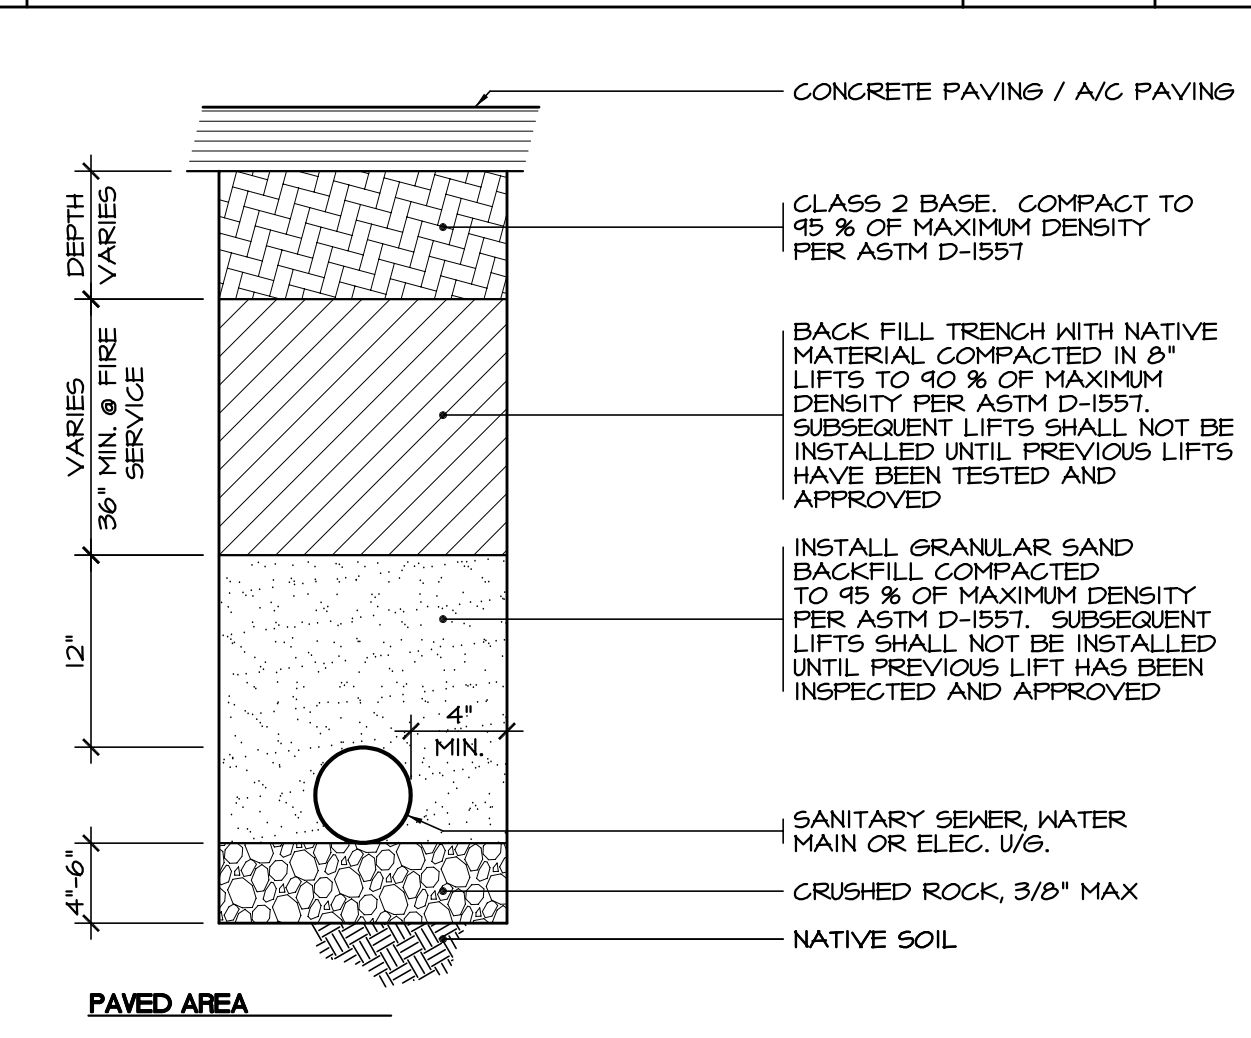 CONCRETE PAVING / A/C PAVING
CLASS 2 BASE. COMPACT TO
95 % OF MAXIMUM DENSITY
PER ASTM D-1557
DEPTH
VARIES
BACK FILL TRENCH WITH NATIVE
MATERIAL COMPACTED IN 8"
LIFTS TO 90 % OF MAXIMUM
DENSITY PER ASTM D-1557.
SUBSEQUENT LIFTS SHALL NOT BE
INSTALLED UNTIL PREVIOUS LIFTS
HAVE BEEN TESTED AND
APPROVED
VARIES
36" MIN. @ FIRE
SERVICE
INSTALL GRANULAR SAND
BACKFILL COMPACTED
TO 95 % OF MAXIMUM DENSITY
PER ASTM D-1557. SUBSEQUENT
LIFTS SHALL NOT BE INSTALLED
UNTIL PREVIOUS LIFT HAS BEEN
INSPECTED AND APPROVED
12"
4"
MIN.
SANITARY SEWER, WATER
MAIN OR ELEC. U/G.
4"-6"
CRUSHED ROCK, 3/8" MAX
NATIVE SOIL
PAVED AREA